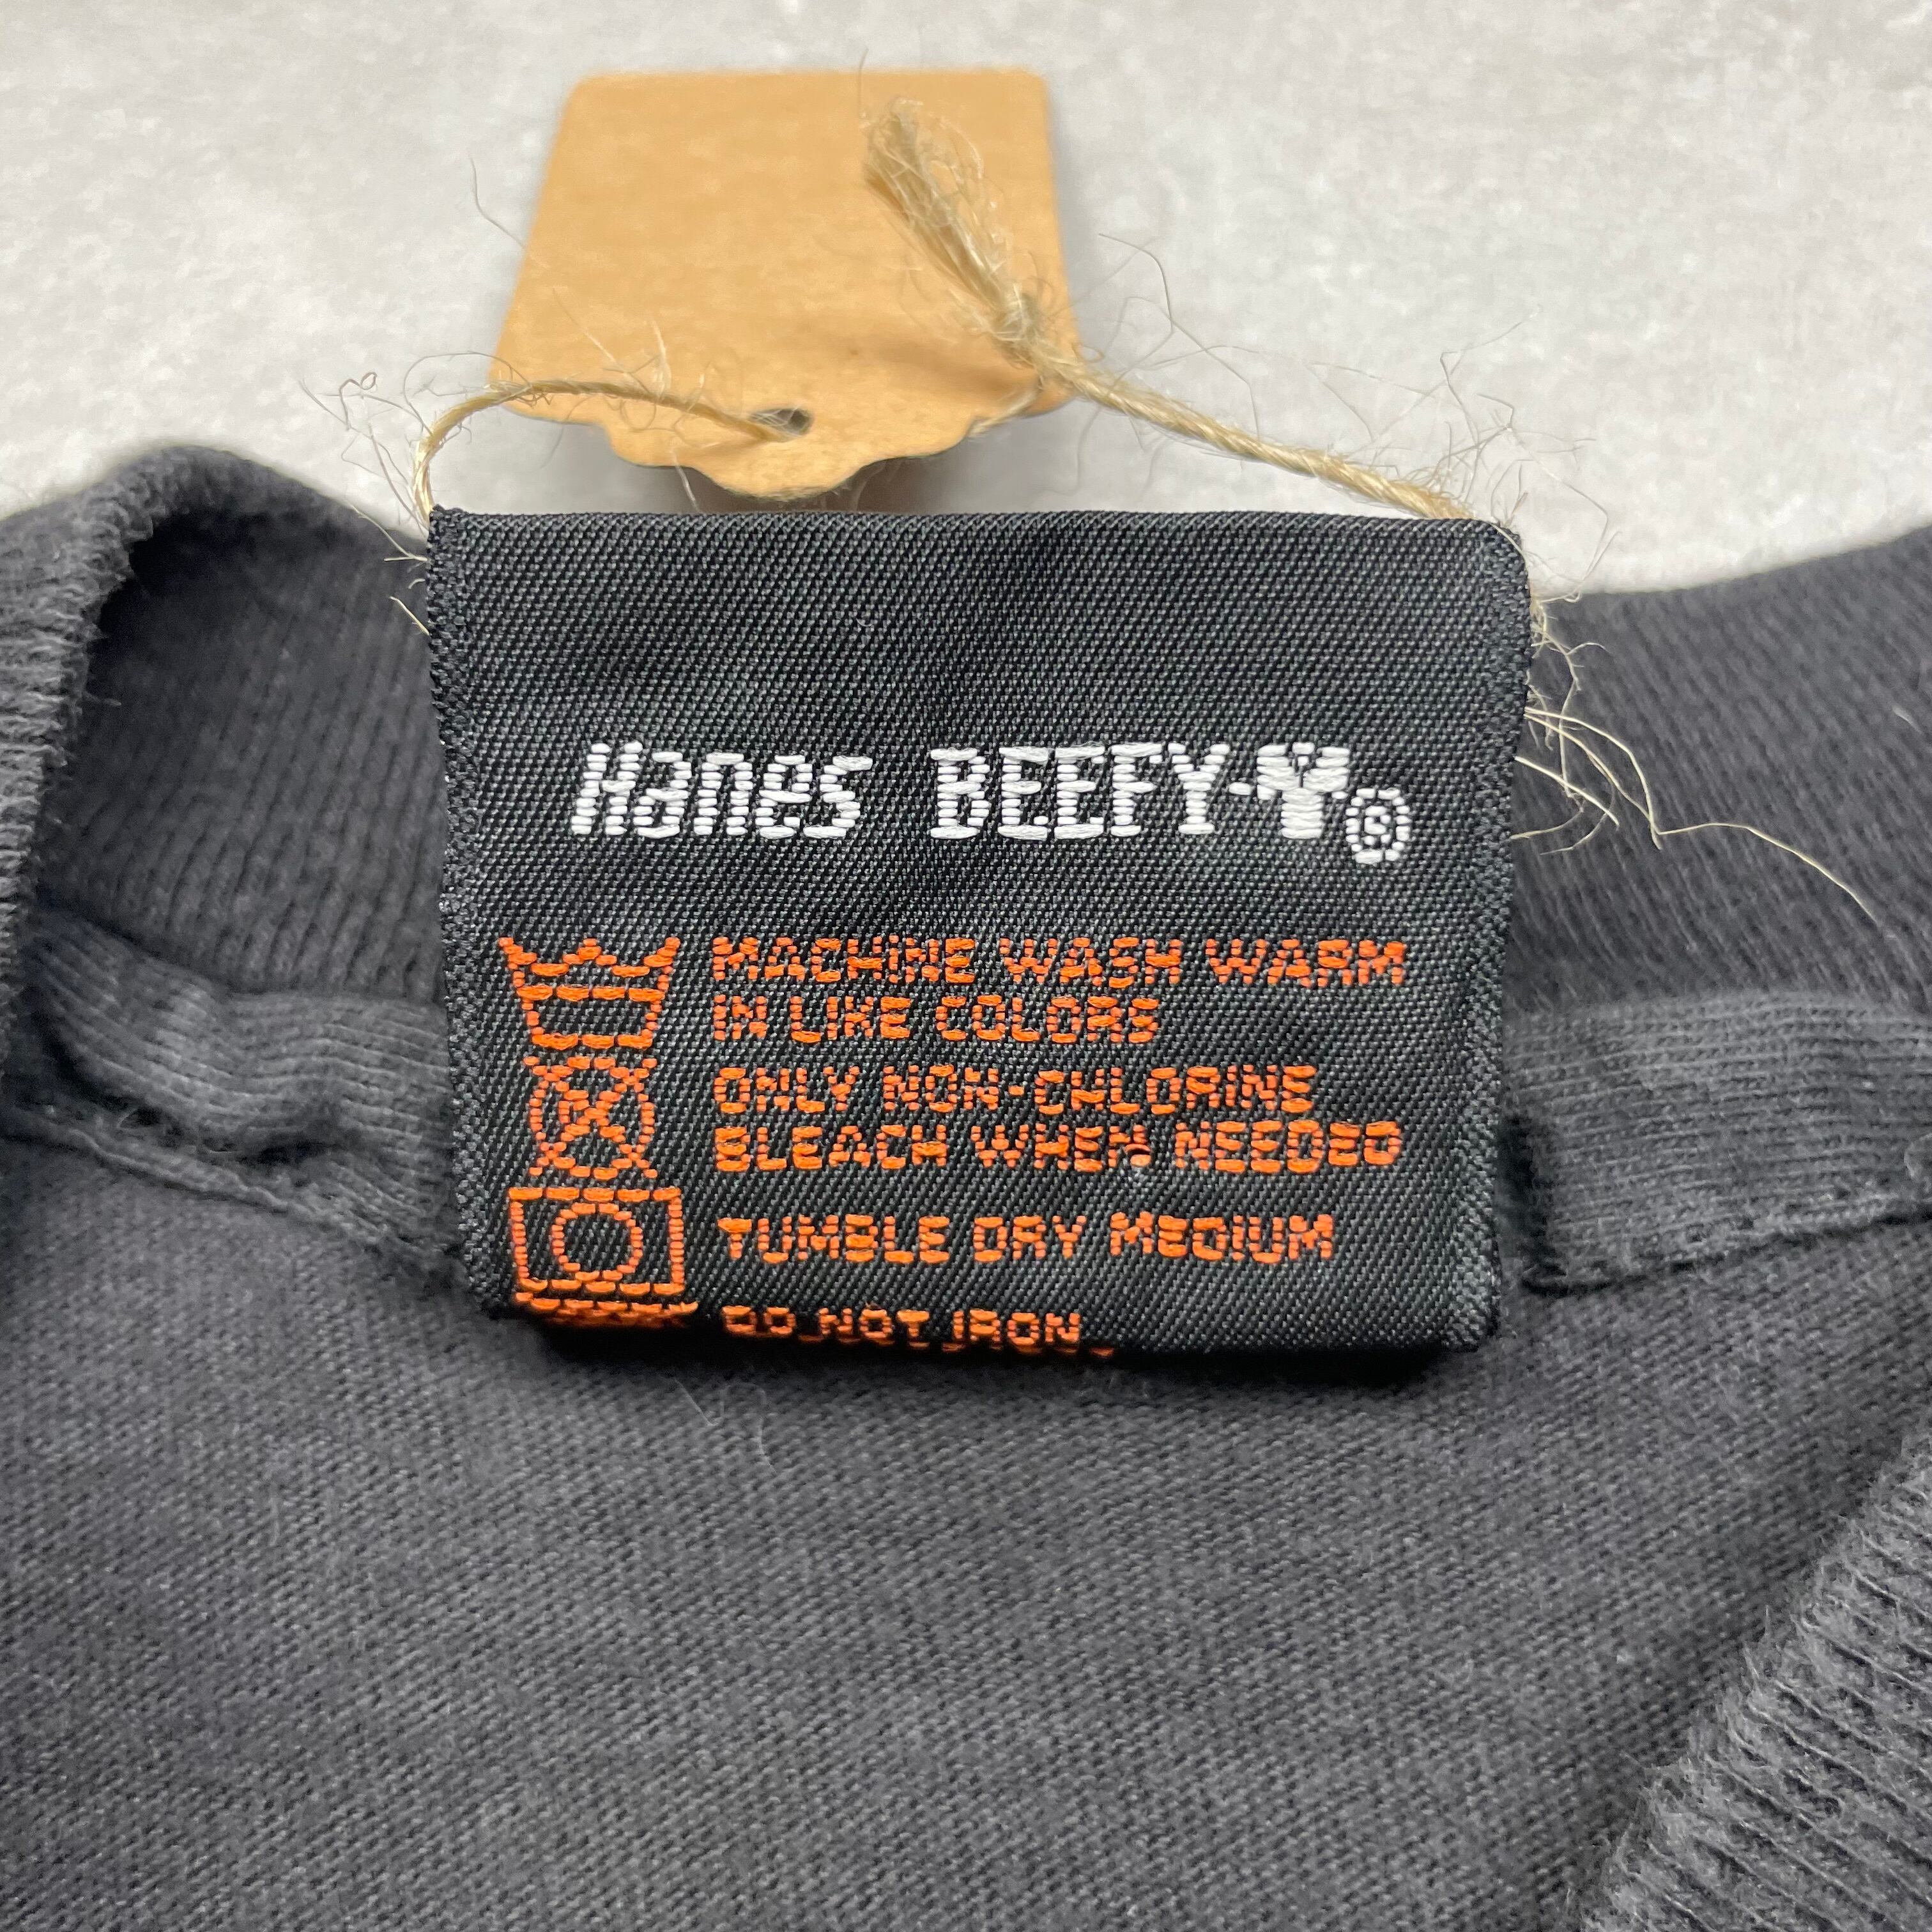 Hanes BEEFY-T®
MACHINE WASH WARM
IN LIKE COLORS
ONLY NON-CHLORINE
BLEACH WHEN NEEDED
TUMBLE DRY MEDIUM
DO NOT IRON